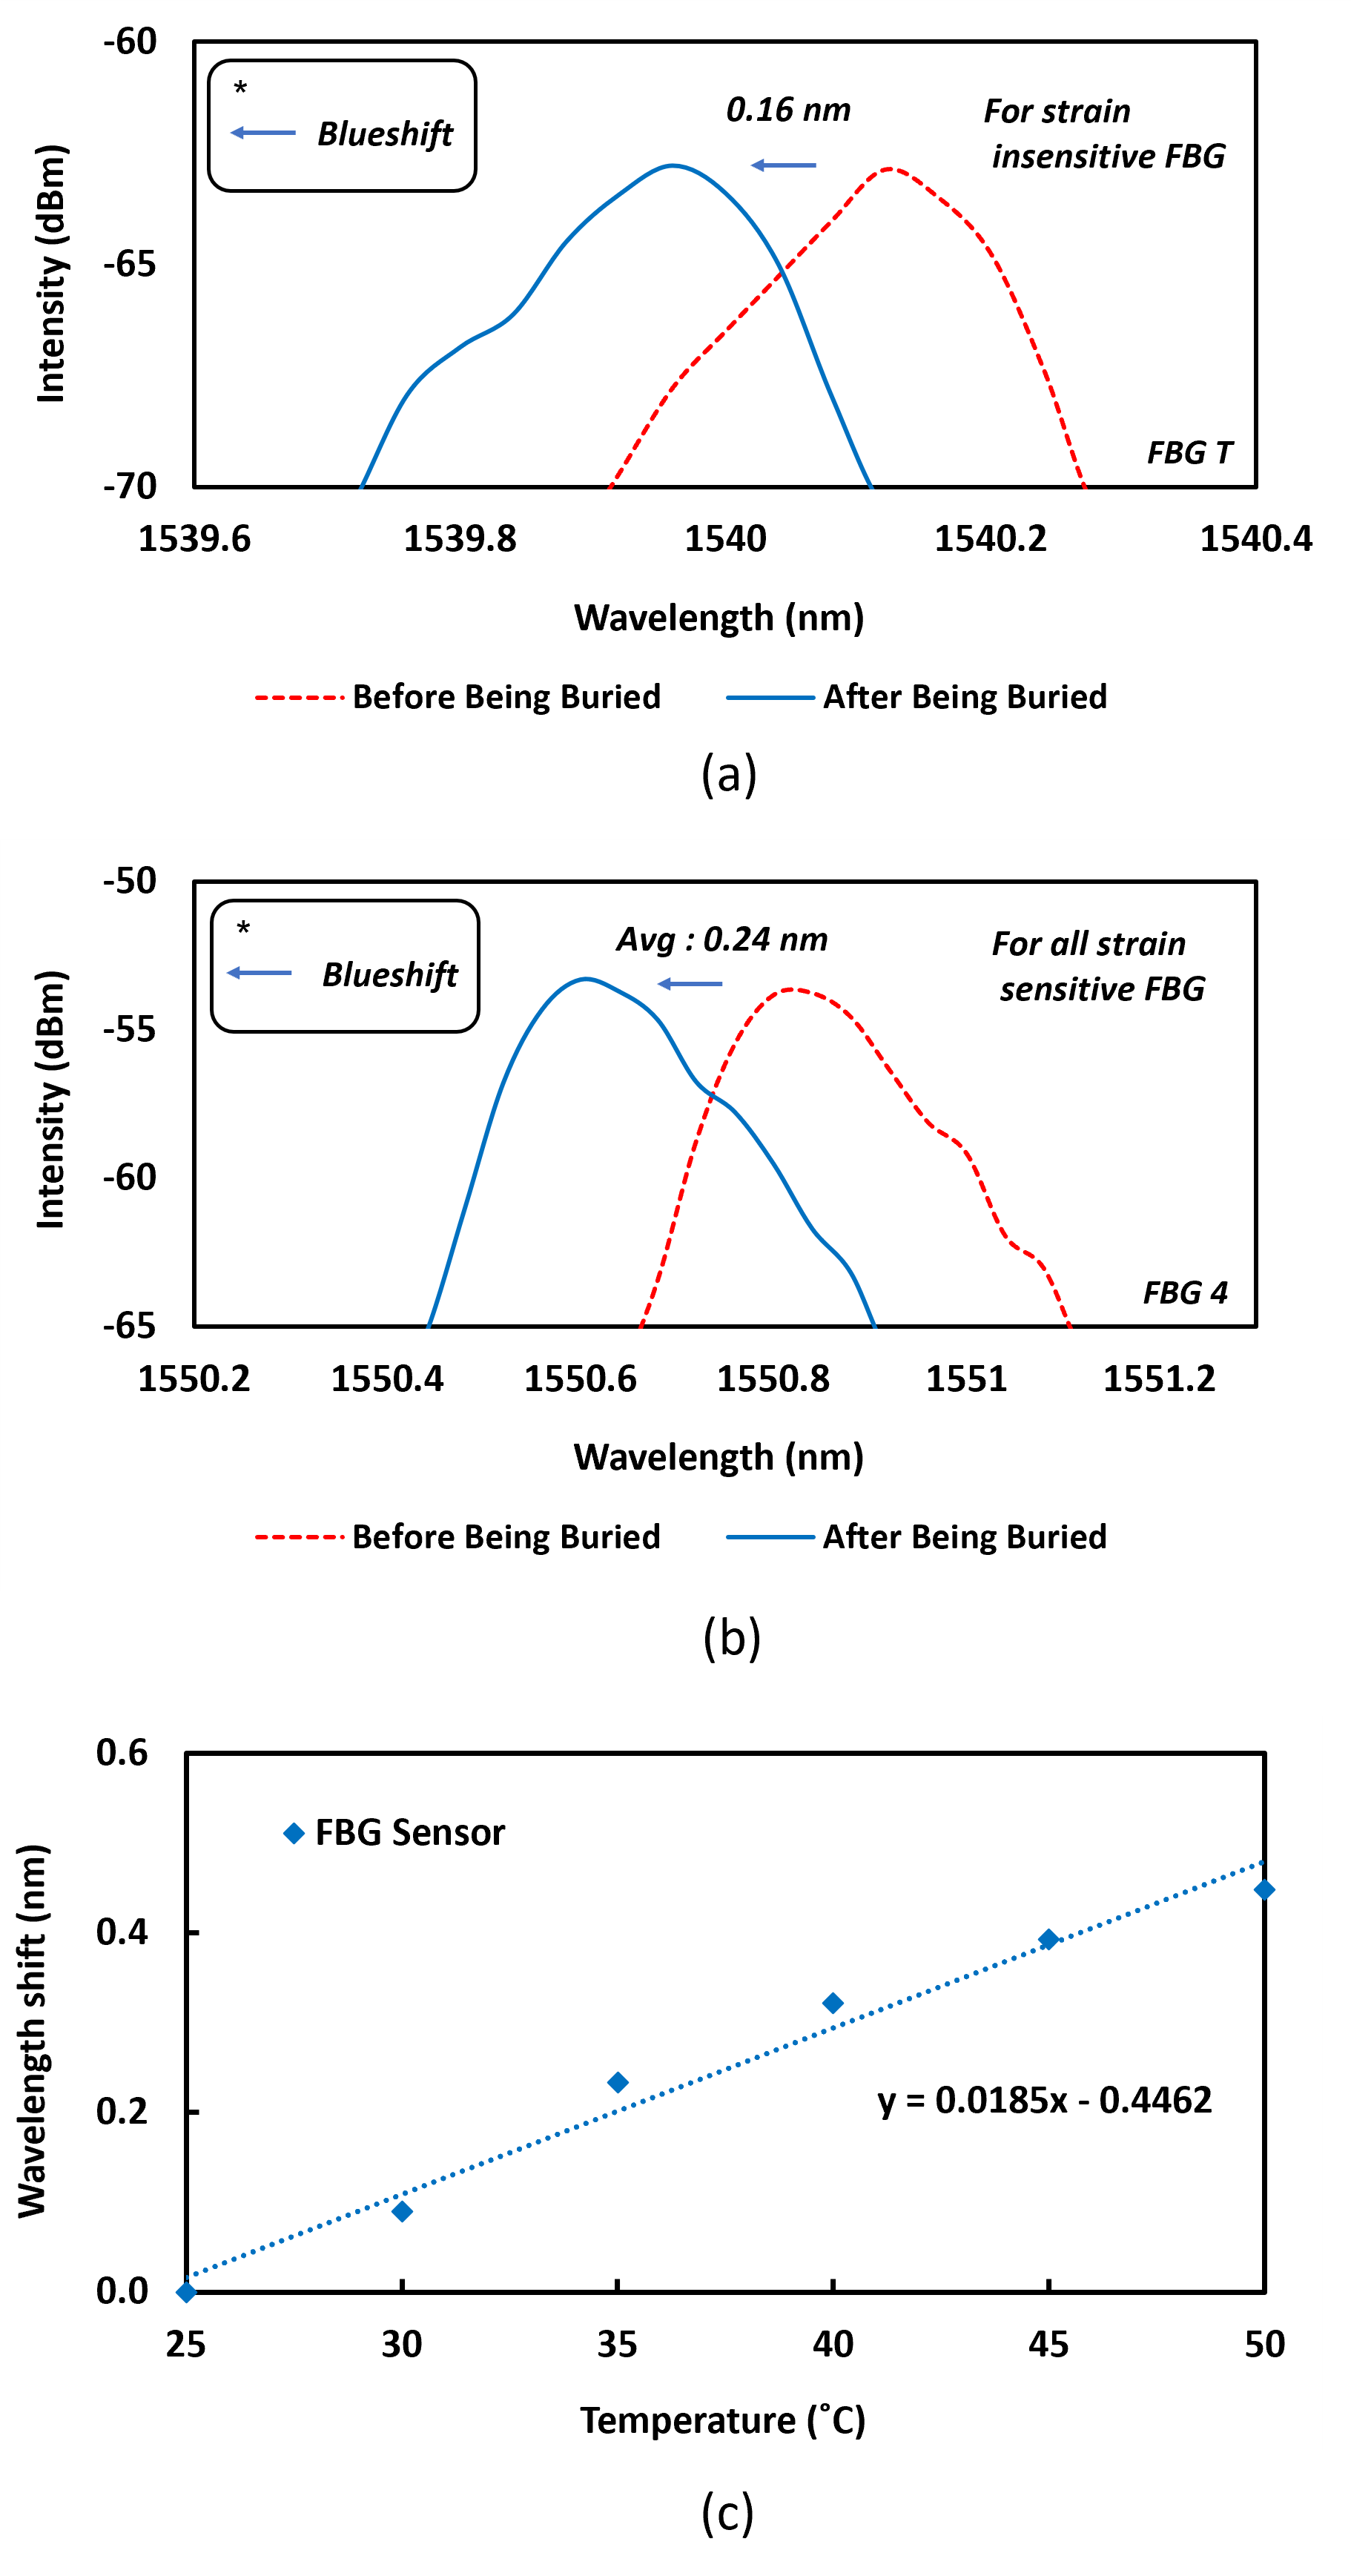 -60
*
Blueshift
0.16 nm
For strain
insensitive FBG
-65
Intensity (dBm)
FBG T
-70
1539.6 1539.8 1540 1540.2 1540.4
Wavelength (nm)
Before Being Buried After Being Buried
(a)
-50
*
Blueshift
Avg : 0.24 nm
For all strain
sensitive FBG
-55
Intensity (dBm)
-60
FBG 4
-65
1550.2 1550.4 1550.6 1550.8 1551 1551.2
Wavelength (nm)
Before Being Buried After Being Buried
(b)
0.6
FBG Sensor
0.4
Wavelength shift (nm)
0.2
y = 0.0185x - 0.4462
0.0
25 30 35 40 45 50
Temperature (˚C)
(c)